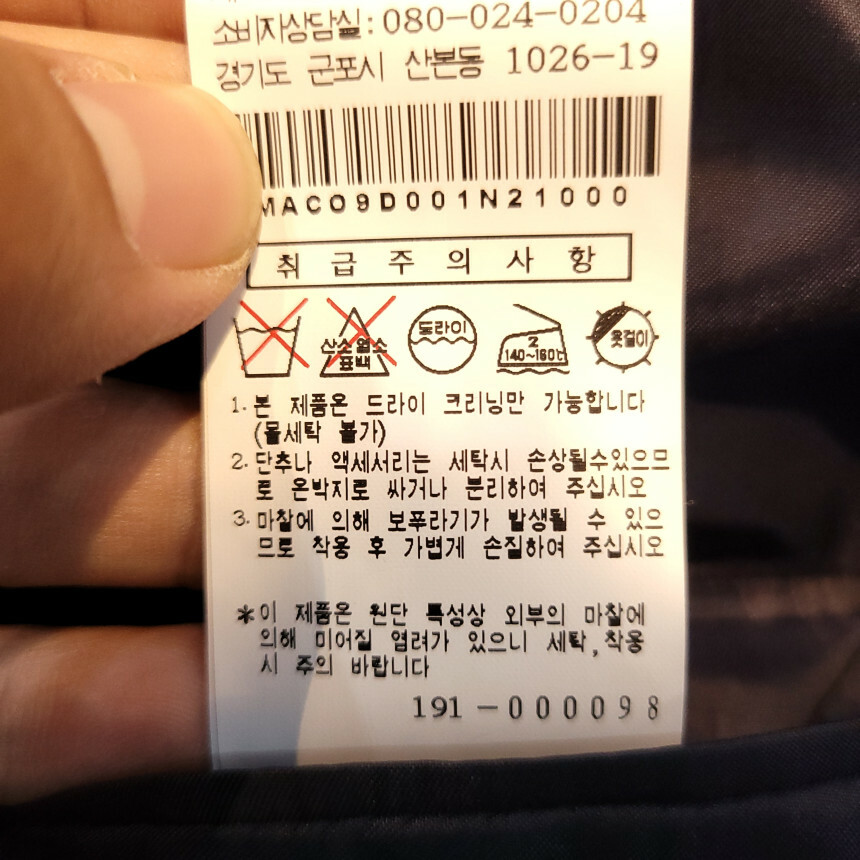 소비자상담실:080-024-0204
경기도 군포시 산본동 1026-19
MACO9D001N21000
취급주의사항
산소염소
표백
드라이
2
140~160℃
옷걸이
1. 본 제품은 드라이 크리닝만 가능합니다
(물세탁 불가)
2. 단추나 액세서리는 세탁시 손상될수있으므
로 은박지로 싸거나 분리하여 주십시오
3. 마찰에 의해 보푸라기가 발생될 수 있으
므로 착용 후 가볍게 손질하여 주십시오
*이 제품은 원단 특성상 외부의 마찰에
의해 미어질 염려가 있으니 세탁,착용
시 주의 바랍니다
191-000098